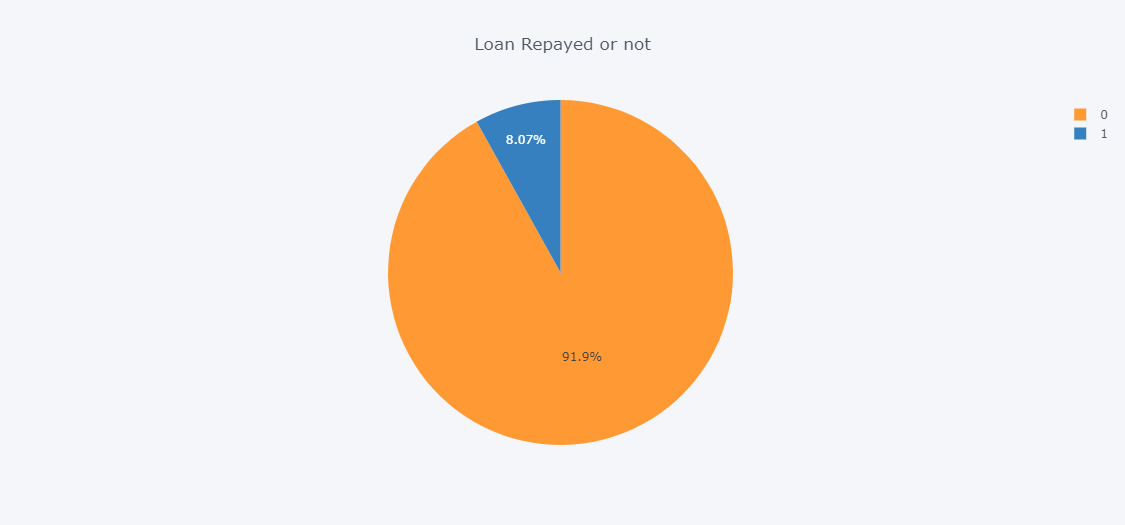 Loan Repayed or not
0
1
8.07%
91.9%